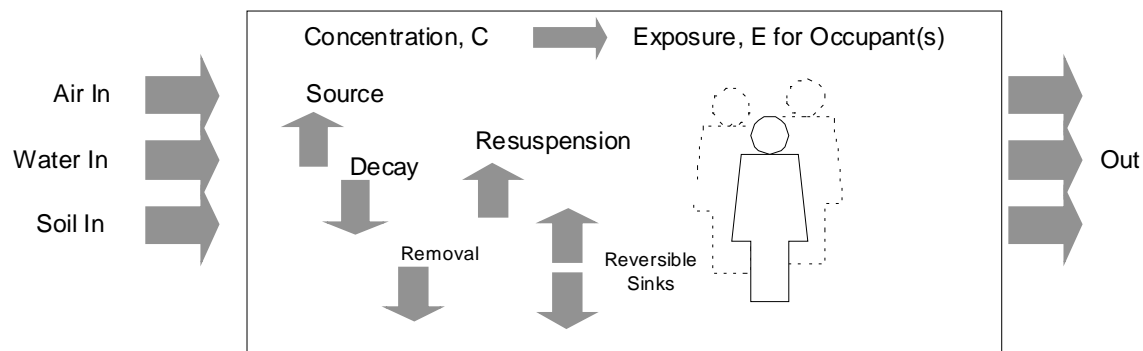 Concentration, C
Exposure, E for Occupant(s)
Air In
Source
Resuspension
Water In
Decay
Out
Soil In
Removal
Reversible
Sinks